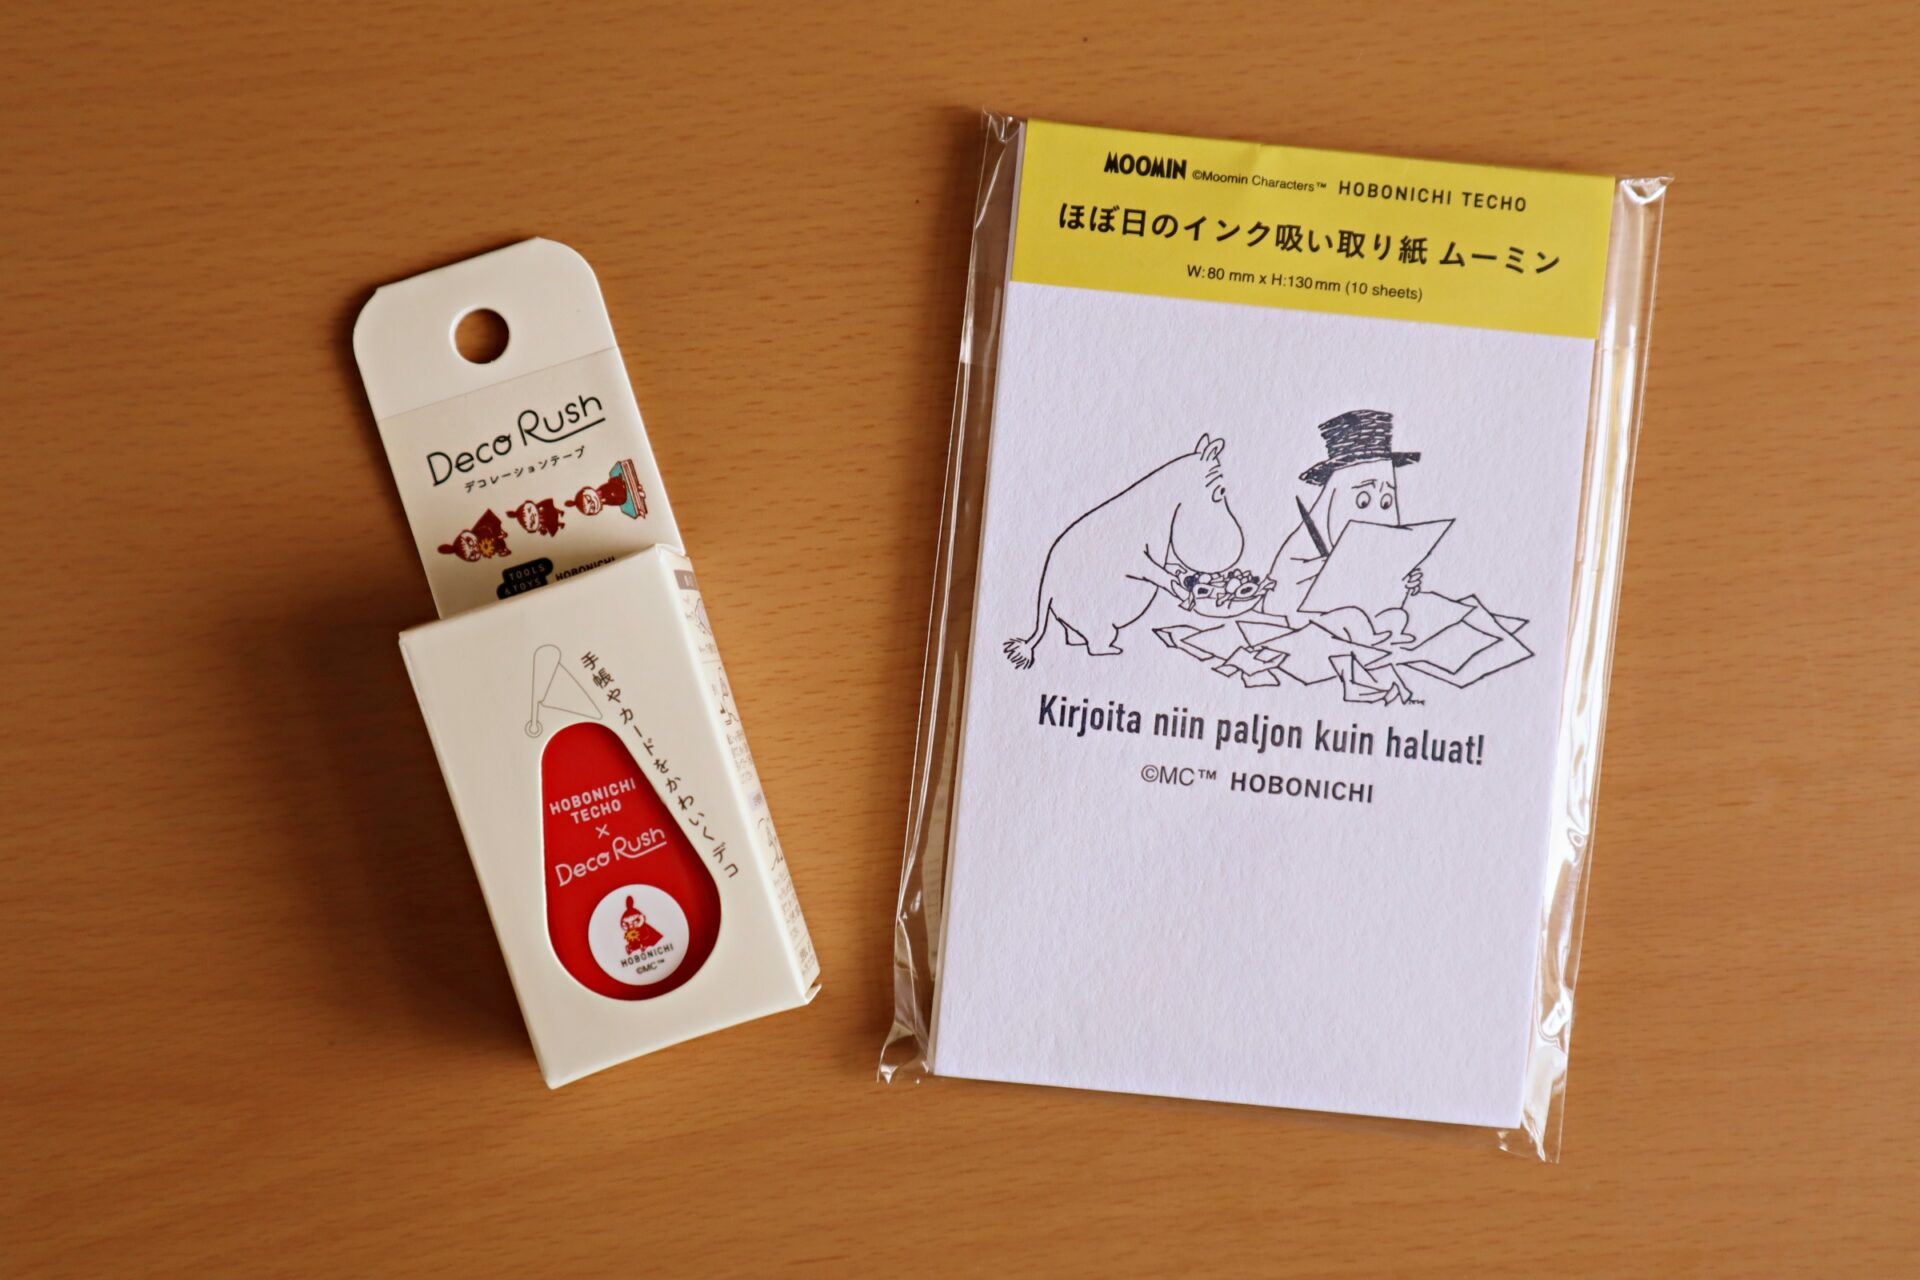 Deco Rush
デコレーションテープ
TOOLS
& TOYS
HOBONICHI
手帳やカードをかわいくデコ
HOBONICHI
TECHO
×
Deco Rush
HOBONICHI
©MC™
MOOMIN ©Moomin Characters™ HOBONICHI TECHO
ほぼ日のインク吸い取り紙 ムーミン
W:80 mm x H:130mm (10 sheets)
Kirjoita niin paljon kuin haluat!
©MC™ HOBONICHI